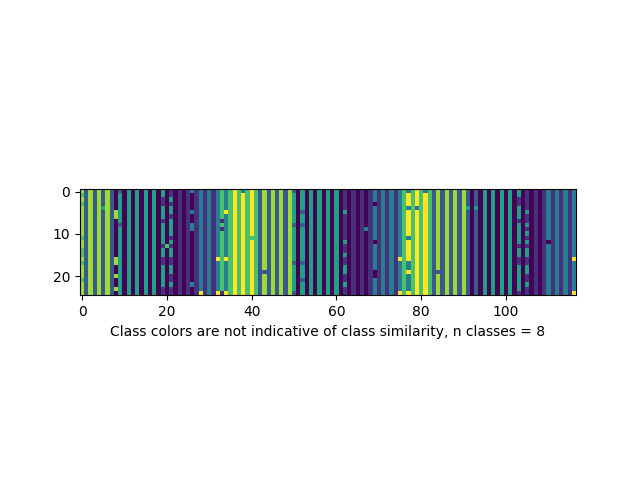 0
10
20
0 20 40 60 80 100
Class colors are not indicative of class similarity, n classes = 8